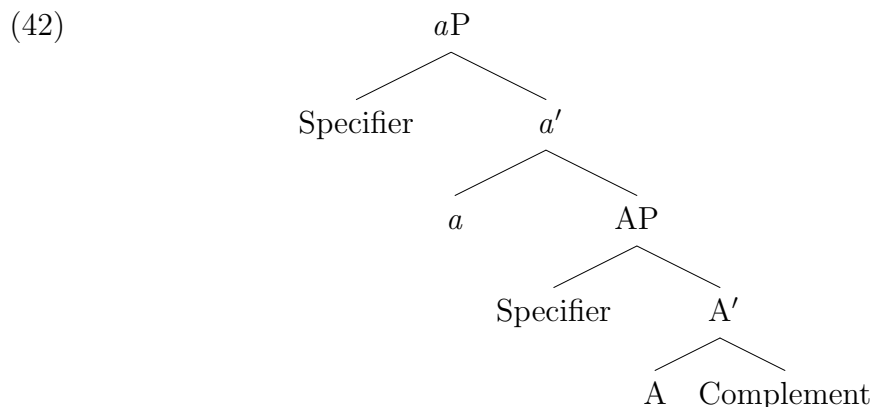 (42) aP
Specifier a′
a AP
Specifier A′
A Complement